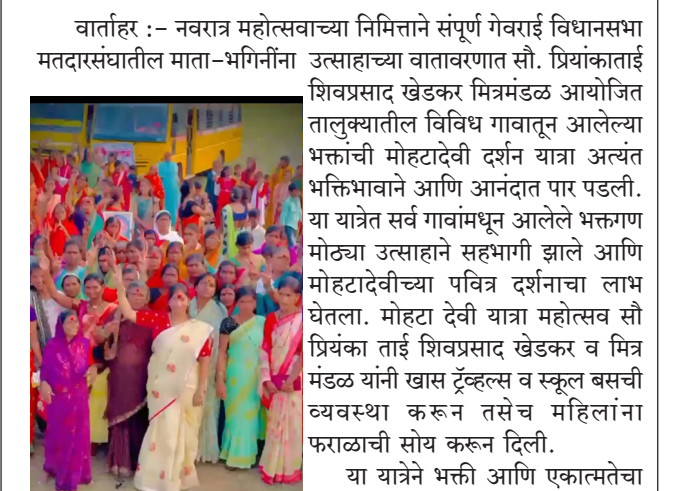 वार्ताहर :– नवरात्र महोत्सवाच्या निमित्ताने संपूर्ण गेवराई विधानसभा
मतदारसंघातील माता–भगिनींना उत्साहाच्या वातावरणात सौ. प्रियांकाताई
शिवप्रसाद खेडकर मित्रमंडळ आयोजित
तालुक्यातील विविध गावातून आलेल्या
भक्तांची मोहटादेवी दर्शन यात्रा अत्यंत
भक्तिभावाने आणि आनंदात पार पडली.
या यात्रेत सर्व गावांमधून आलेले भक्तगण
मोठ्या उत्साहाने सहभागी झाले आणि
मोहटादेवीच्या पवित्र दर्शनाचा लाभ
घेतला. मोहटा देवी यात्रा महोत्सव सौ
प्रियंका ताई शिवप्रसाद खेडकर व मित्र
मंडळ यांनी खास ट्रॅव्हल्स व स्कूल बसची
व्यवस्था करून तसेच महिलांना
फराळाची सोय करून दिली.
या यात्रेने भक्ती आणि एकात्मतेचा